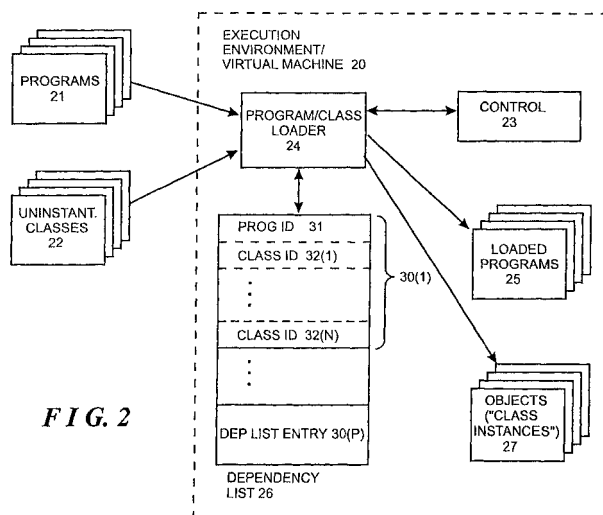 EXECUTION
ENVIRONMENT/
VIRTUAL MACHINE 20
PROGRAMS
21
PROGRAM/CLASS
LOADER
24
CONTROL
23
UNINSTANT.
CLASSES
22
PROG ID 31
CLASS ID 32(1)
CLASS ID 32(N)
30(1)
LOADED
PROGRAMS
25
DEP LIST ENTRY 30(P)
OBJECTS
("CLASS
INSTANCES")
27
DEPENDENCY
LIST 26
FIG. 2